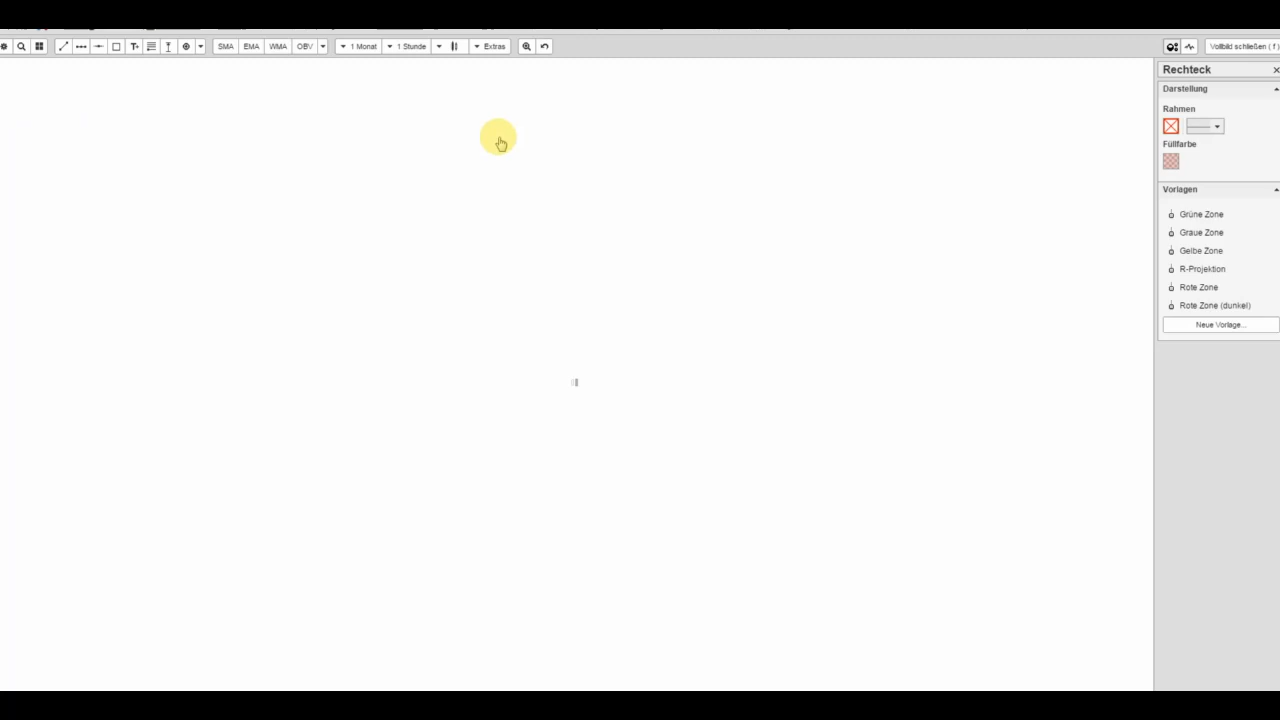 T+ SMA EMA WMA OBV 1 Monat 1 Stunde Extras Vollbild schließen ( f )
Rechteck
Darstellung
Rahmen
Füllfarbe
Vorlagen
Grüne Zone
Graue Zone
Gelbe Zone
R-Projektion
Rote Zone
Rote Zone (dunkel)
Neue Vorlage...